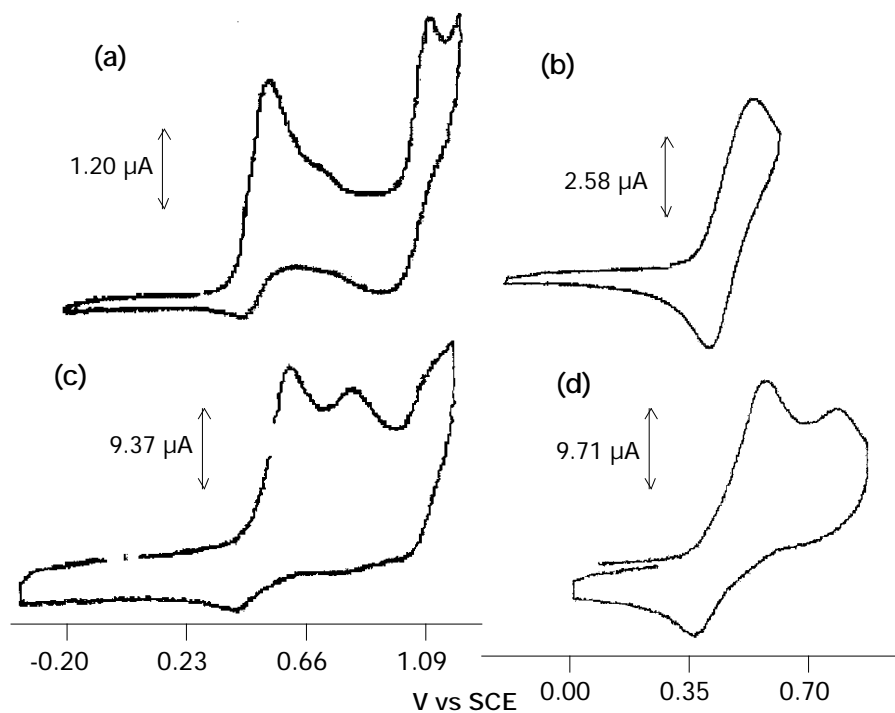 (a)
1.20 µA
(b)
2.58 µA
(c)
9.37 µA
(d)
9.71 µA
-0.20 0.23 0.66 1.09
0.00 0.35 0.70
V vs SCE